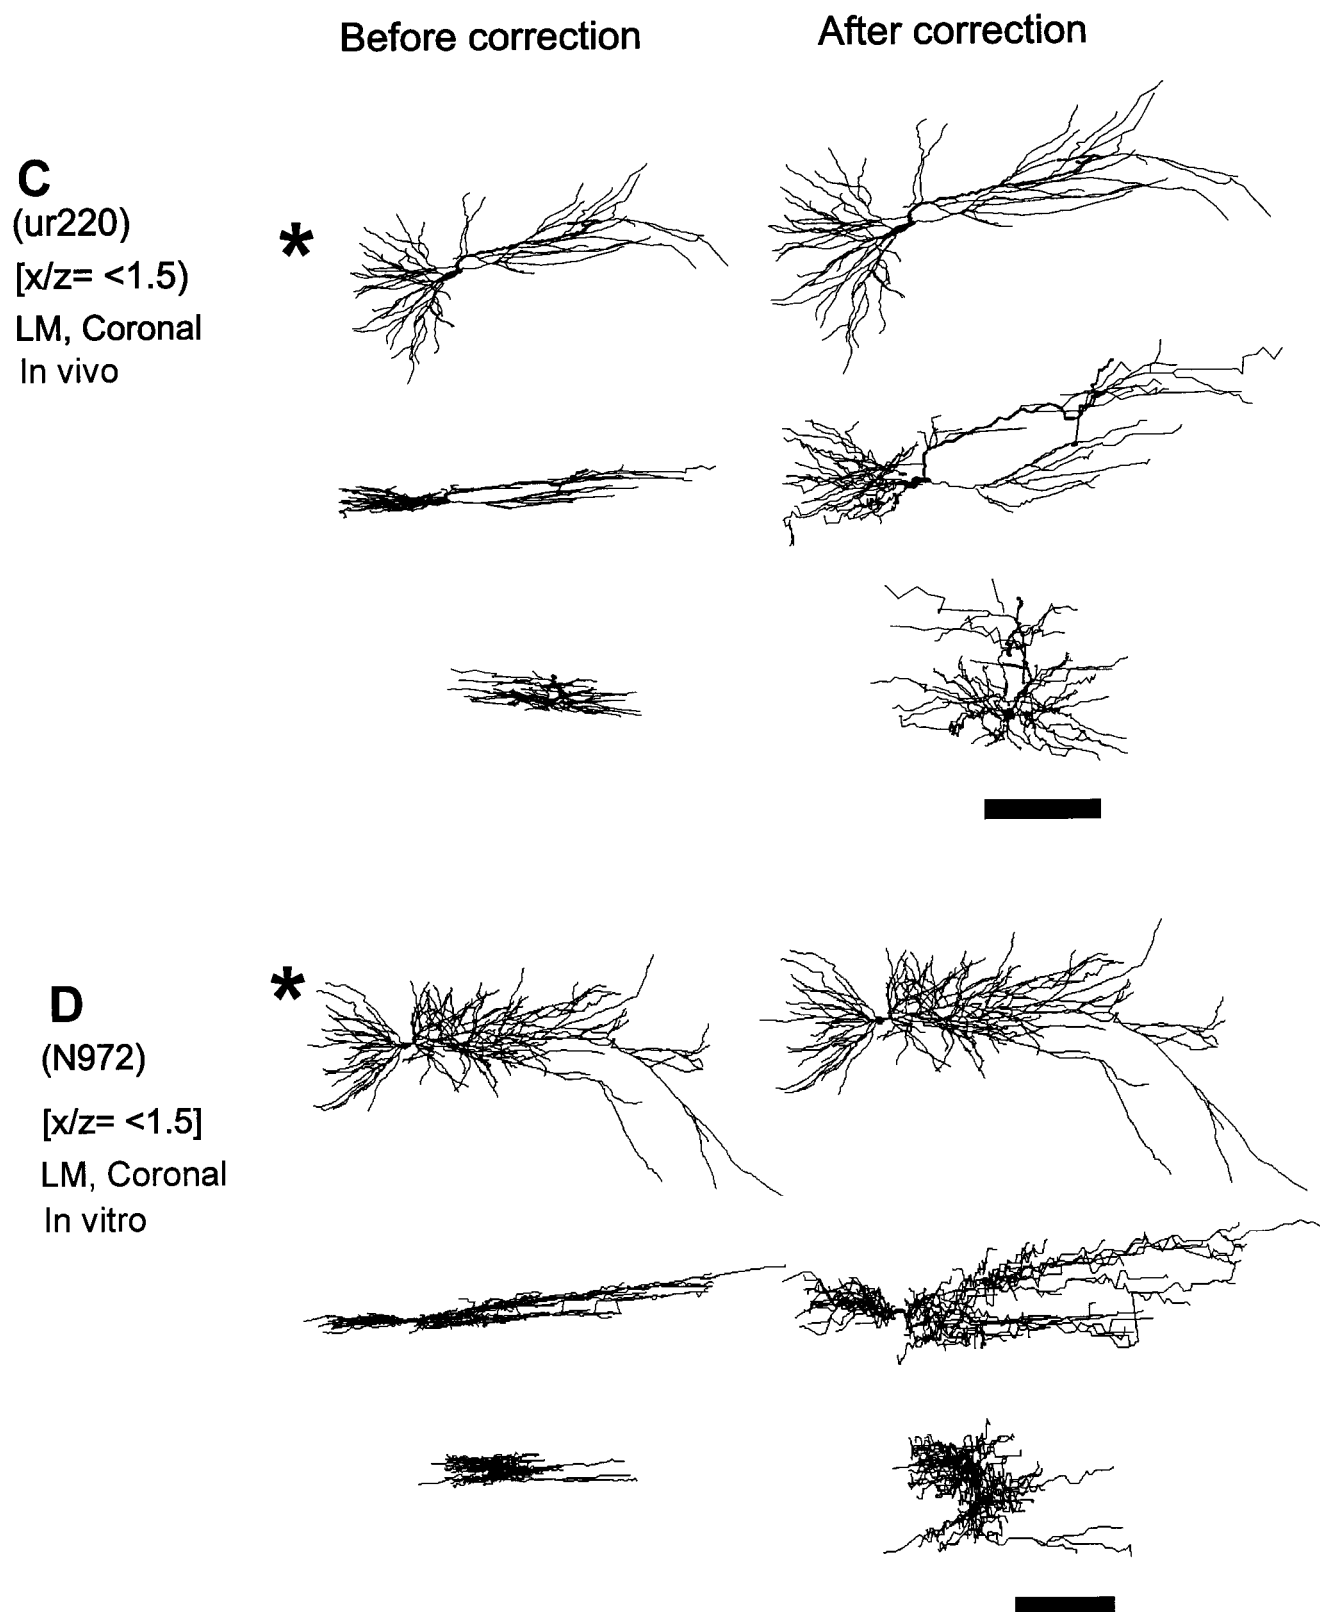 Before correction
After correction
C
(ur220)
*
[x/z= <1.5)
LM, Coronal
In vivo
*
D
(N972)
[x/z= <1.5]
LM, Coronal
In vitro